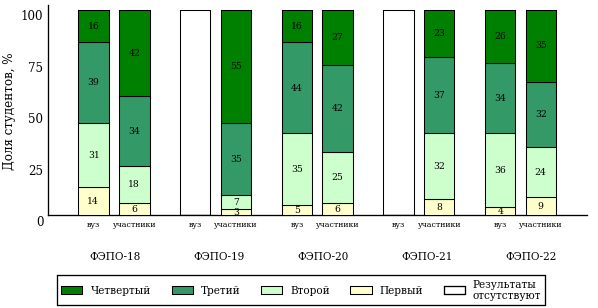 Доля студентов, %
100
75
50
25
0
16 39 31 14
42 34 18 6
55 35 7 3
16 44 35 5
27 42 25 6
23 37 32 8
26 34 36 4
35 32 24 9
вуз участники вуз участники вуз участники вуз участники вуз участники
ФЭПО-18 ФЭПО-19 ФЭПО-20 ФЭПО-21 ФЭПО-22
Четвертый Третий Второй Первый Результаты
отсутствуют